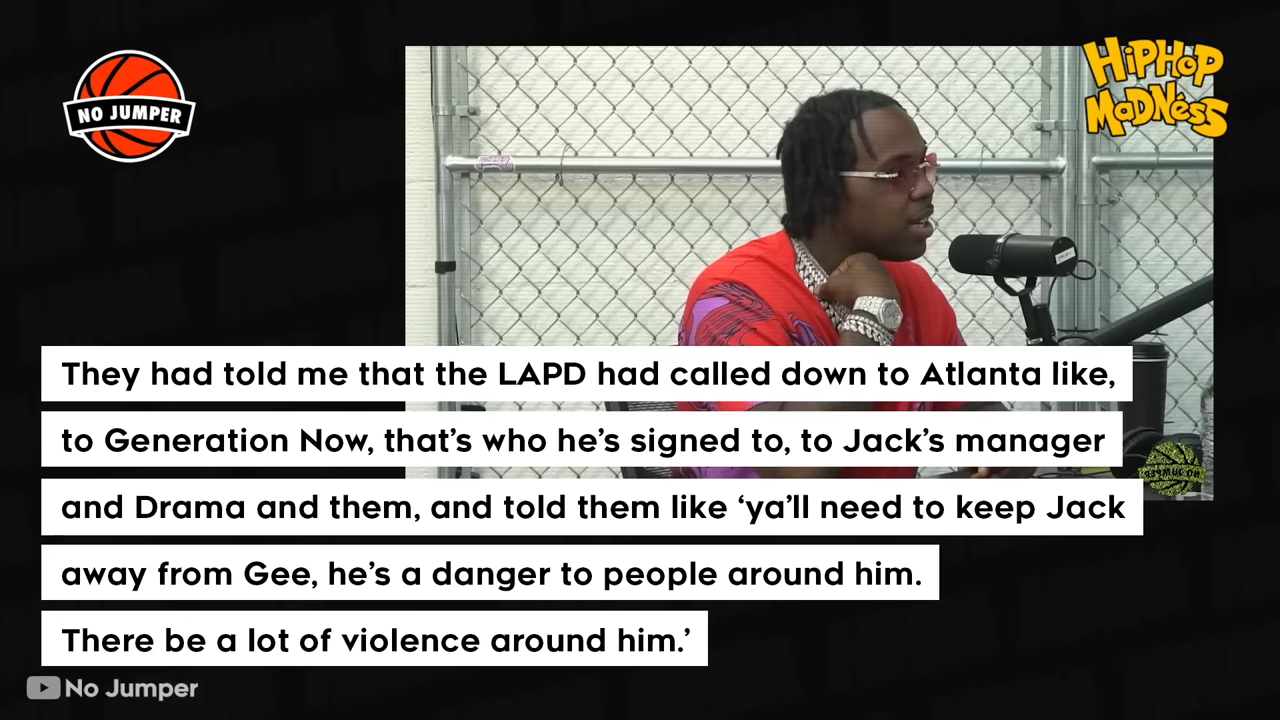 NO JUMPER
HIPHOP
MADNESS
They had told me that the LAPD had called down to Atlanta like,
to Generation Now, that's who he's signed to, to Jack's manager
and Drama and them, and told them like ‘ya'll need to keep Jack
away from Gee, he's a danger to people around him.
There be a lot of violence around him.’
NO JUMPER
No Jumper